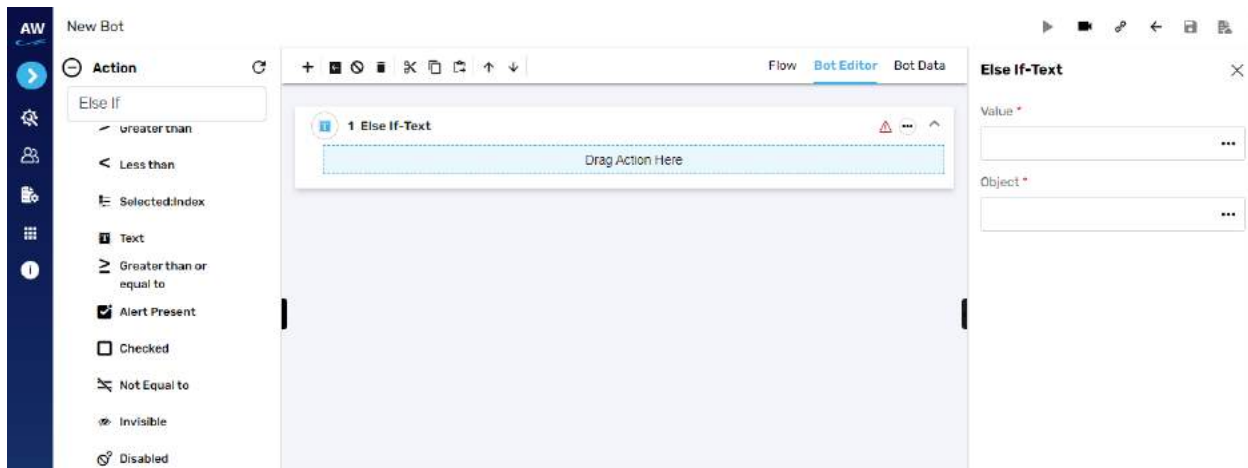 AW
New Bot
Action
Else If
Greater than
Less than
Selected:Index
Text
Greater than or
equal to
Alert Present
Checked
Not Equal to
Invisible
Disabled
Flow Bot Editor Bot Data
1 Else If-Text
Drag Action Here
Else If-Text
Value *
Object *